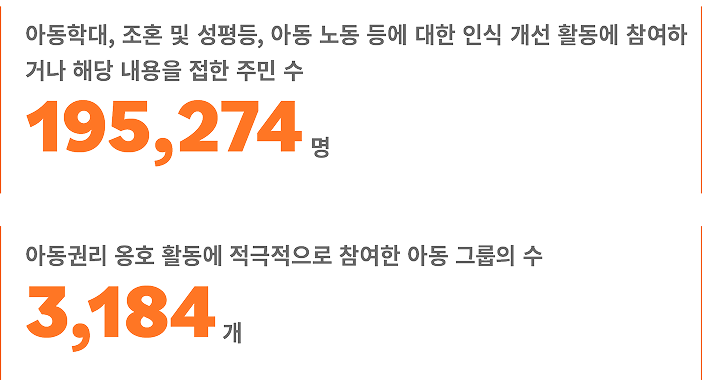 아동학대, 조혼 및 성평등, 아동 노동 등에 대한 인식 개선 활동에 참여하
거나 해당 내용을 접한 주민 수
195,274 명
아동권리 옹호 활동에 적극적으로 참여한 아동 그룹의 수
3,184 개